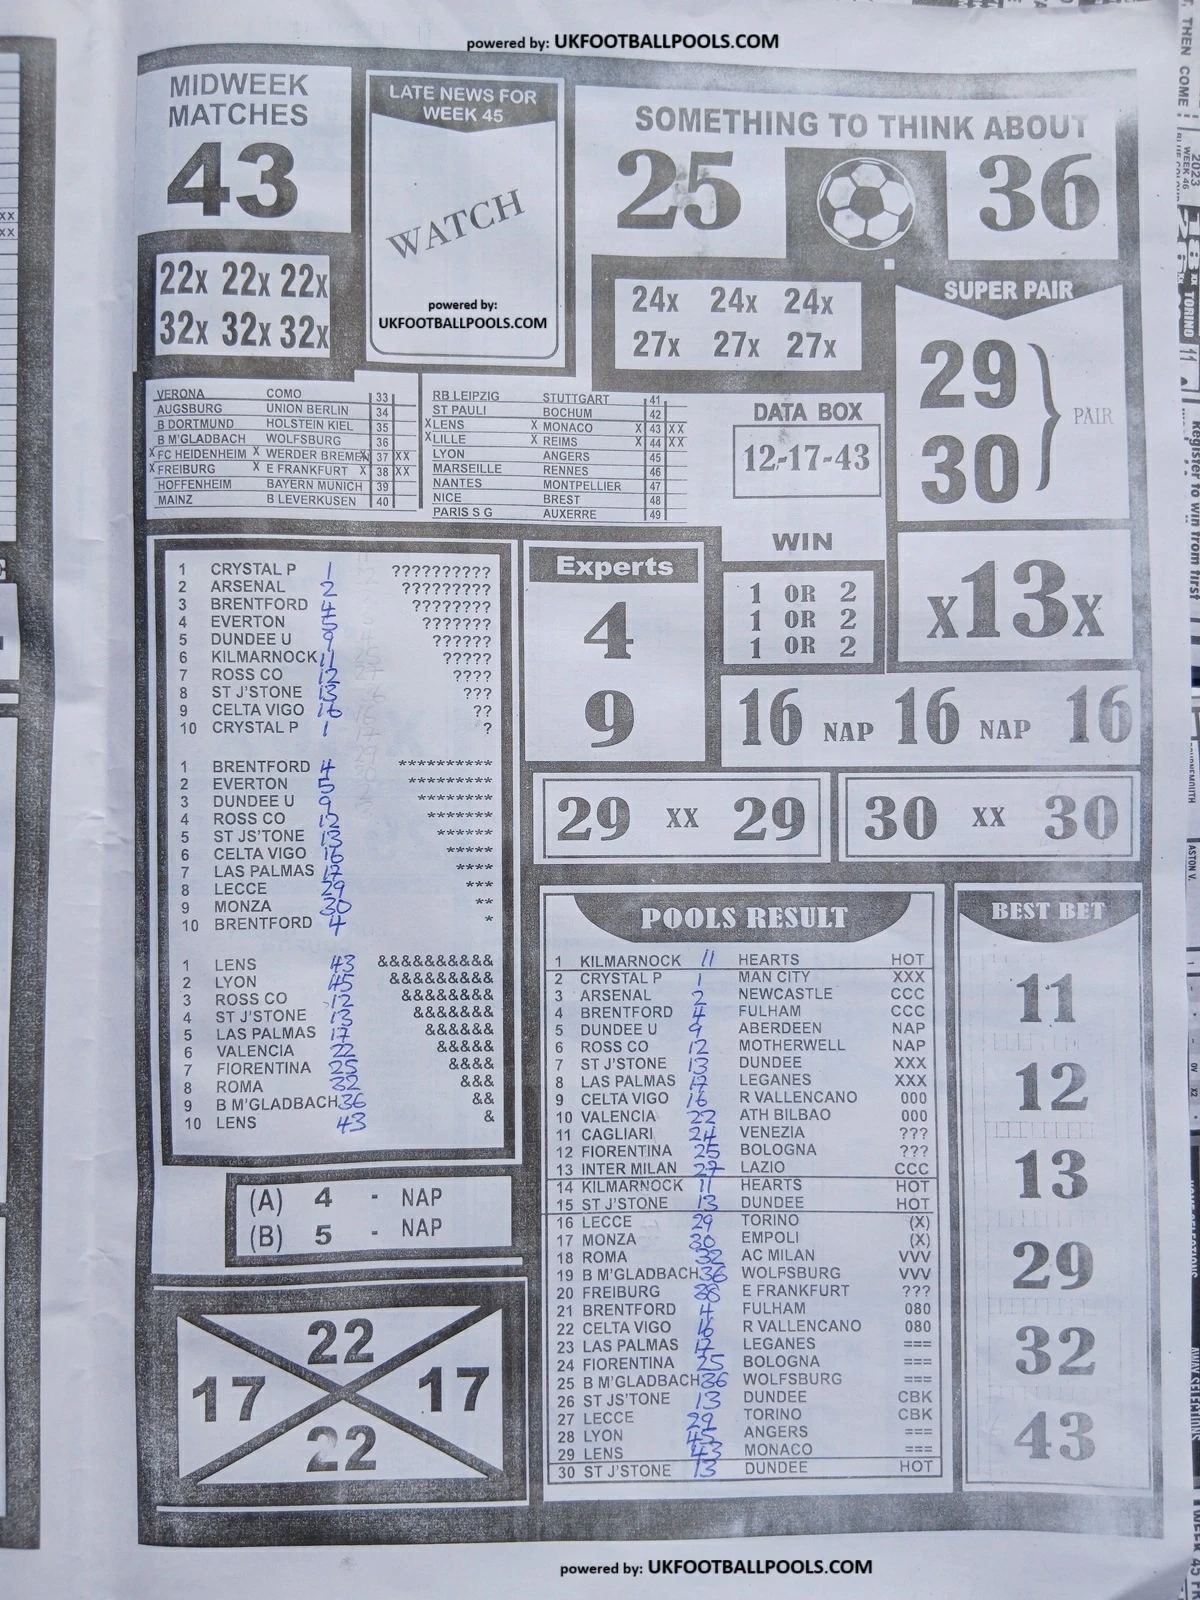 powered by: UKFOOTBALLPOOLS.COM
MIDWEEK
MATCHES
43
22x 22x 22x
32x 32x 32x
LATE NEWS FOR
WEEK 45
WATCH
powered by:
UKFOOTBALLPOOLS.COM
SOMETHING TO THINK ABOUT
25 36
24x 24x 24x
27x 27x 27x
SUPER PAIR
29
30
PAIR
VERONA COMO 33
AUGSBURG UNION BERLIN 34
B DORTMUND HOLSTEIN KIEL 35
B M'GLADBACH WOLFSBURG 36
X FC HEIDENHEIM X WERDER BREMEN X 37 XX
X FREIBURG X E FRANKFURT X 38 XX
HOFFENHEIM BAYERN MUNICH 39
MAINZ B LEVERKUSEN 40
RB LEIPZIG STUTTGART 41
ST PAULI BOCHUM 42
X LENS X MONACO X 43 XX
X LILLE X REIMS X 44 XX
LYON ANGERS 45
MARSEILLE RENNES 46
NANTES MONTPELLIER 47
NICE BREST 48
PARIS S G AUXERRE 49
DATA BOX
12-17-43
WIN
1 OR 2
1 OR 2
1 OR 2
x13x
1 CRYSTAL P 1 ??????????
2 ARSENAL 2 ?????????
3 BRENTFORD 4 ????????
4 EVERTON 5 ???????
5 DUNDEE U 9 ??????
6 KILMARNOCK 11 ?????
7 ROSS CO 12 ????
8 ST J'STONE 13 ???
9 CELTA VIGO 16 ??
10 CRYSTAL P 1 ?
1 BRENTFORD 4 **********
2 EVERTON 5 *********
3 DUNDEE U 9 ********
4 ROSS CO 12 *******
5 ST JS'TONE 13 ******
6 CELTA VIGO 16 *****
7 LAS PALMAS 17 ****
8 LECCE 29 ***
9 MONZA 30 **
10 BRENTFORD 4 *
1 LENS 43 &&&&&&&&&&
2 LYON 45 &&&&&&&&&
3 ROSS CO 12 &&&&&&&&
4 ST J'STONE 13 &&&&&&&
5 LAS PALMAS 17 &&&&&&
6 VALENCIA 22 &&&&&
7 FIORENTINA 25 &&&&
8 ROMA 32 &&&
9 B M'GLADBACH 36 &&
10 LENS 43 &
Experts
4
9
16 NAP 16 NAP 16
29 xx 29
30 xx 30
(A) 4 - NAP
(B) 5 - NAP
22
17 17
22
POOLS RESULT
1 KILMARNOCK 11 HEARTS HOT
2 CRYSTAL P 1 MAN CITY XXX
3 ARSENAL 2 NEWCASTLE CCC
4 BRENTFORD 4 FULHAM CCC
5 DUNDEE U 9 ABERDEEN NAP
6 ROSS CO 12 MOTHERWELL NAP
7 ST J'STONE 13 DUNDEE XXX
8 LAS PALMAS 17 LEGANES XXX
9 CELTA VIGO 16 R VALLENCANO 000
10 VALENCIA 22 ATH BILBAO 000
11 CAGLIARI 24 VENEZIA ???
12 FIORENTINA 25 BOLOGNA ???
13 INTER MILAN 27 LAZIO CCC
14 KILMARNOCK 11 HEARTS HOT
15 ST J'STONE 13 DUNDEE HOT
16 LECCE 29 TORINO (X)
17 MONZA 30 EMPOLI (X)
18 ROMA 32 AC MILAN VVV
19 B M'GLADBACH 36 WOLFSBURG VVV
20 FREIBURG 38 E FRANKFURT ???
21 BRENTFORD 4 FULHAM 080
22 CELTA VIGO 16 R VALLENCANO 080
23 LAS PALMAS 17 LEGANES ===
24 FIORENTINA 25 BOLOGNA ===
25 B M'GLADBACH 36 WOLFSBURG ===
26 ST JS'TONE 13 DUNDEE CBK
27 LECCE 29 TORINO CBK
28 LYON 45 ANGERS ===
29 LENS 43 MONACO ===
30 ST J'STONE 13 DUNDEE HOT
BEST BET
11
12
13
29
32
43
powered by: UKFOOTBALLPOOLS.COM